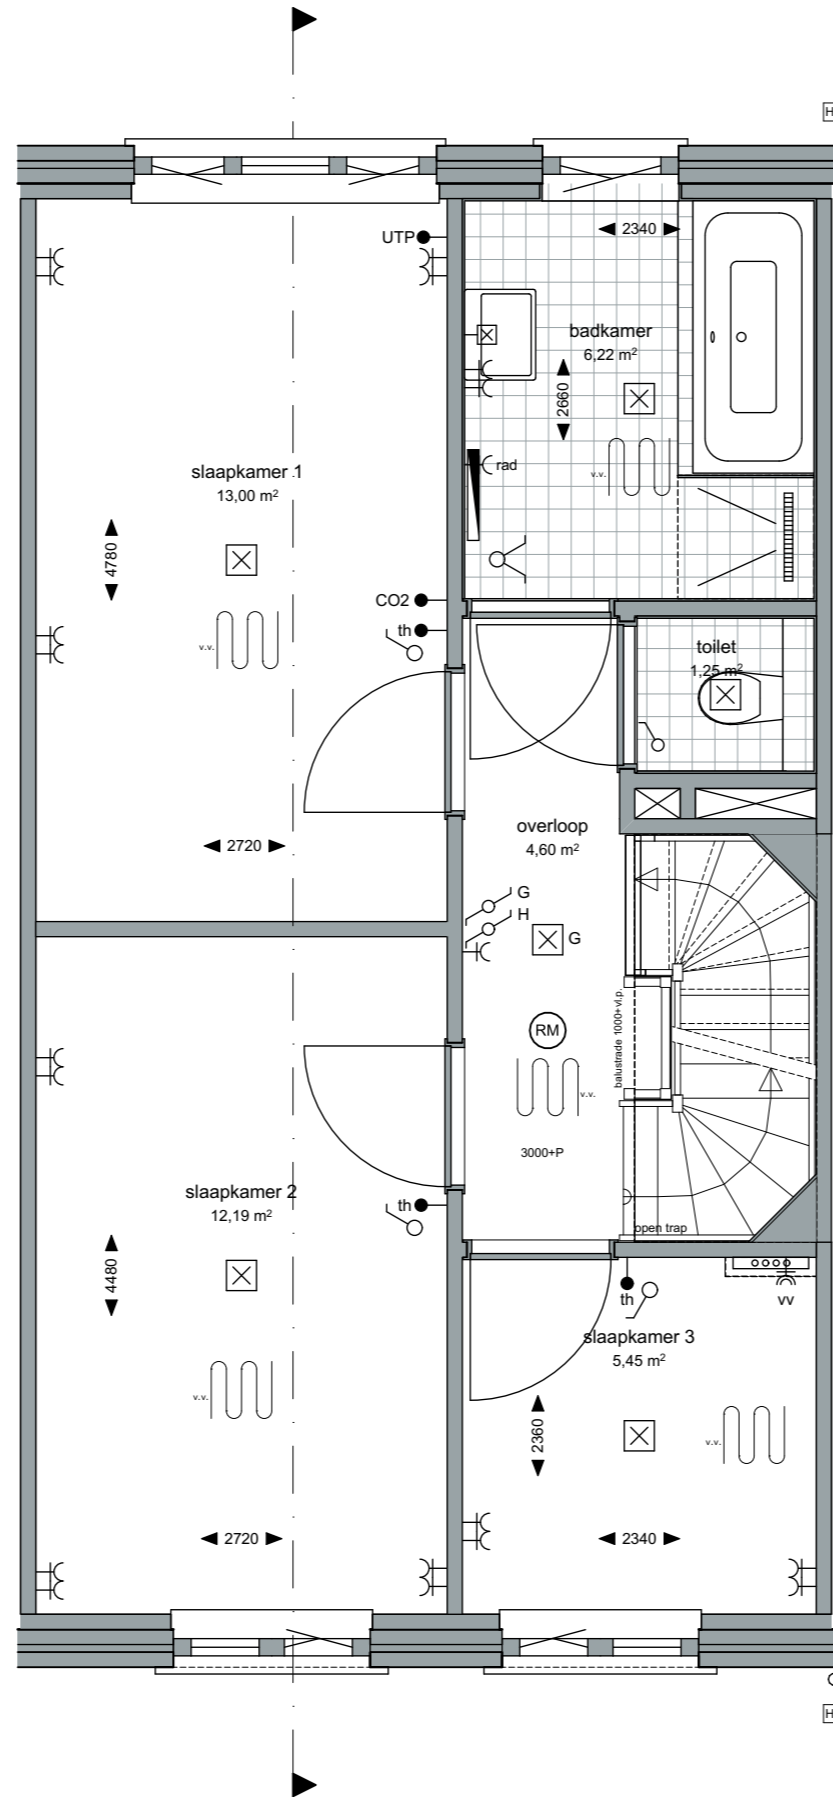 H
UTP
2340
badkamer
6,22 m²
2660
rad
v.v.
slaapkamer 1
13,00 m²
4780
CO2
th
v.v.
toilet
1,25 m²
2720
overloop
4,60 m²
G
H
G
RM
balustrade 1000+vl.p.
v.v.
3000+P
slaapkamer 2
12,19 m²
th
4480
open trap
vv
th
slaapkamer 3
5,45 m²
v.v.
2360
v.v.
2720
2340
H